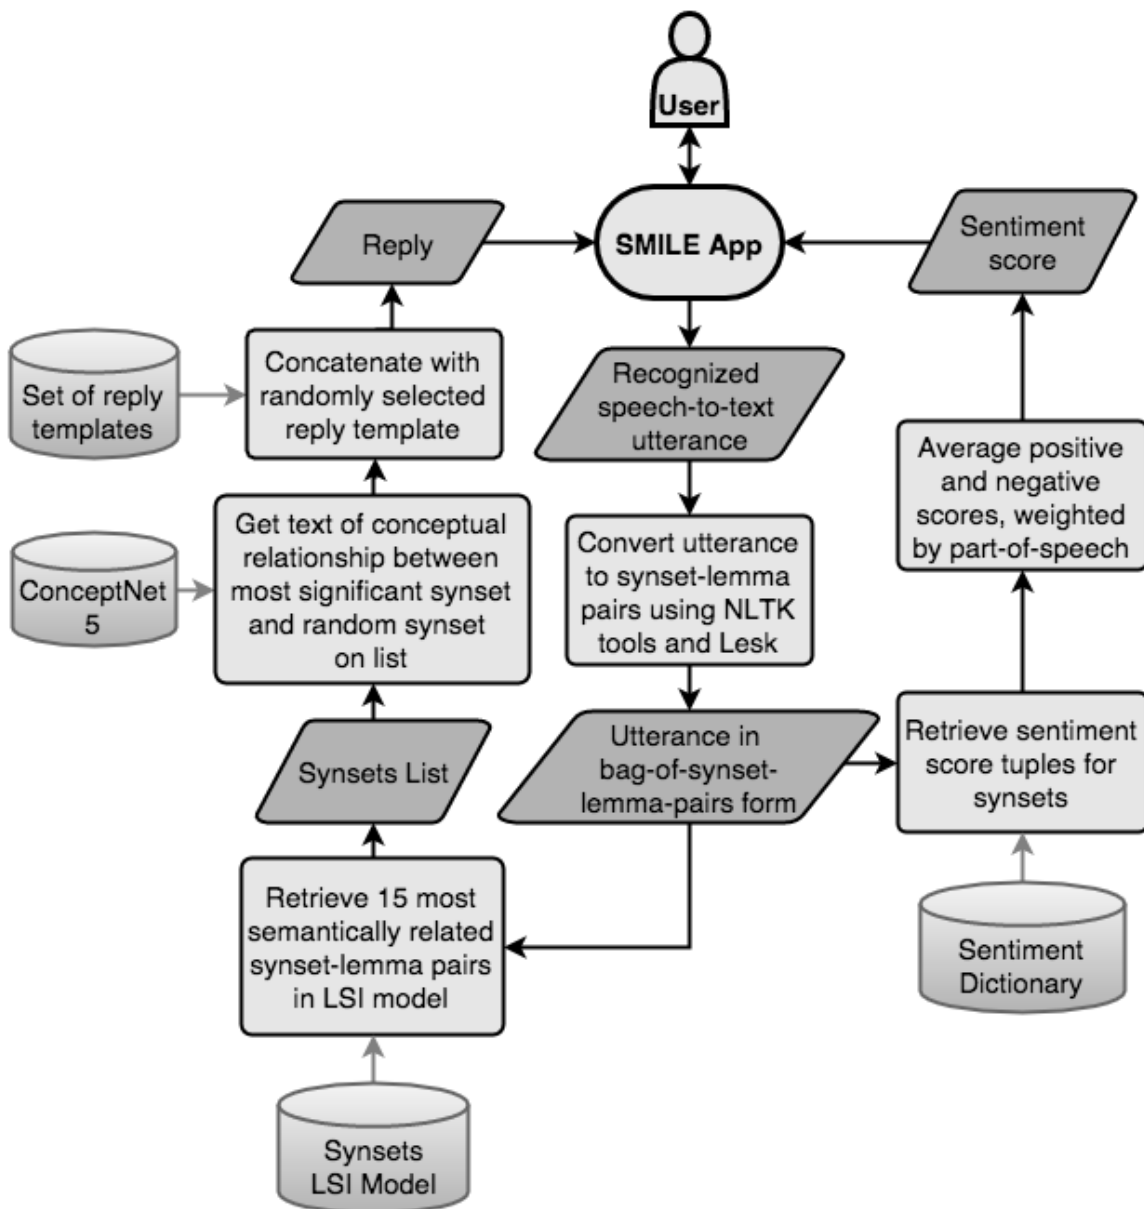 User
SMILE App
Reply
Sentiment
score
Set of reply
templates
Concatenate with
randomly selected
reply template
Recognized
speech-to-text
utterance
Average positive
and negative
scores, weighted
by part-of-speech
ConceptNet
5
Get text of conceptual
relationship between
most significant synset
and random synset
on list
Convert utterance
to synset-lemma
pairs using NLTK
tools and Lesk
Synsets List
Utterance in
bag-of-synset-
lemma-pairs form
Retrieve sentiment
score tuples for
synsets
Retrieve 15 most
semantically related
synset-lemma pairs
in LSI model
Sentiment
Dictionary
Synsets
LSI Model